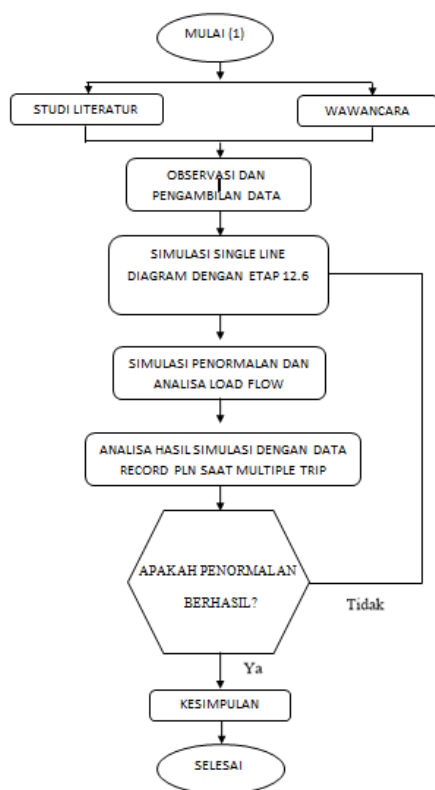 MULAI (1)
STUDI LITERATUR
WAWANCARA
OBSERVASI DAN
PENGAMBILAN DATA
SIMULASI SINGLE LINE
DIAGRAM DENGAN ETAP 12.6
SIMULASI PENORMALAN DAN
ANALISA LOAD FLOW
ANALISA HASIL SIMULASI DENGAN DATA
RECORD PLN SAAT MULTIPLE TRIP
APAKAH PENORMALAN
BERHASIL?
Tidak
Ya
KESIMPULAN
SELESAI